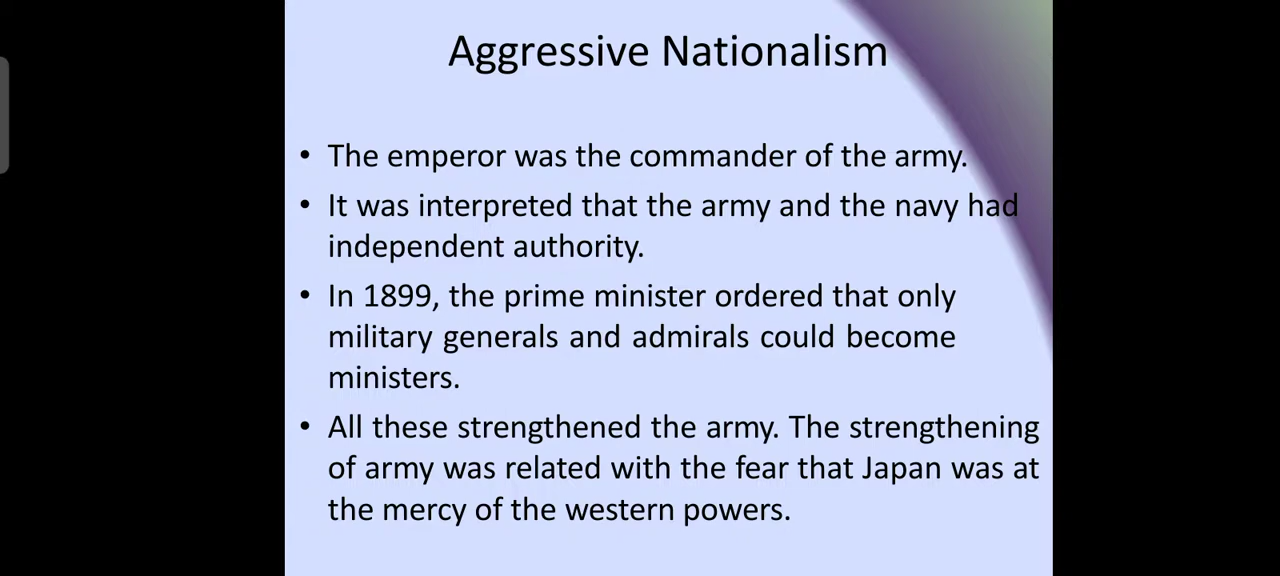 Aggressive Nationalism
• The emperor was the commander of the army.
• It was interpreted that the army and the navy had
independent authority.
• In 1899, the prime minister ordered that only
military generals and admirals could become
ministers.
• All these strengthened the army. The strengthening
of army was related with the fear that Japan was at
the mercy of the western powers.